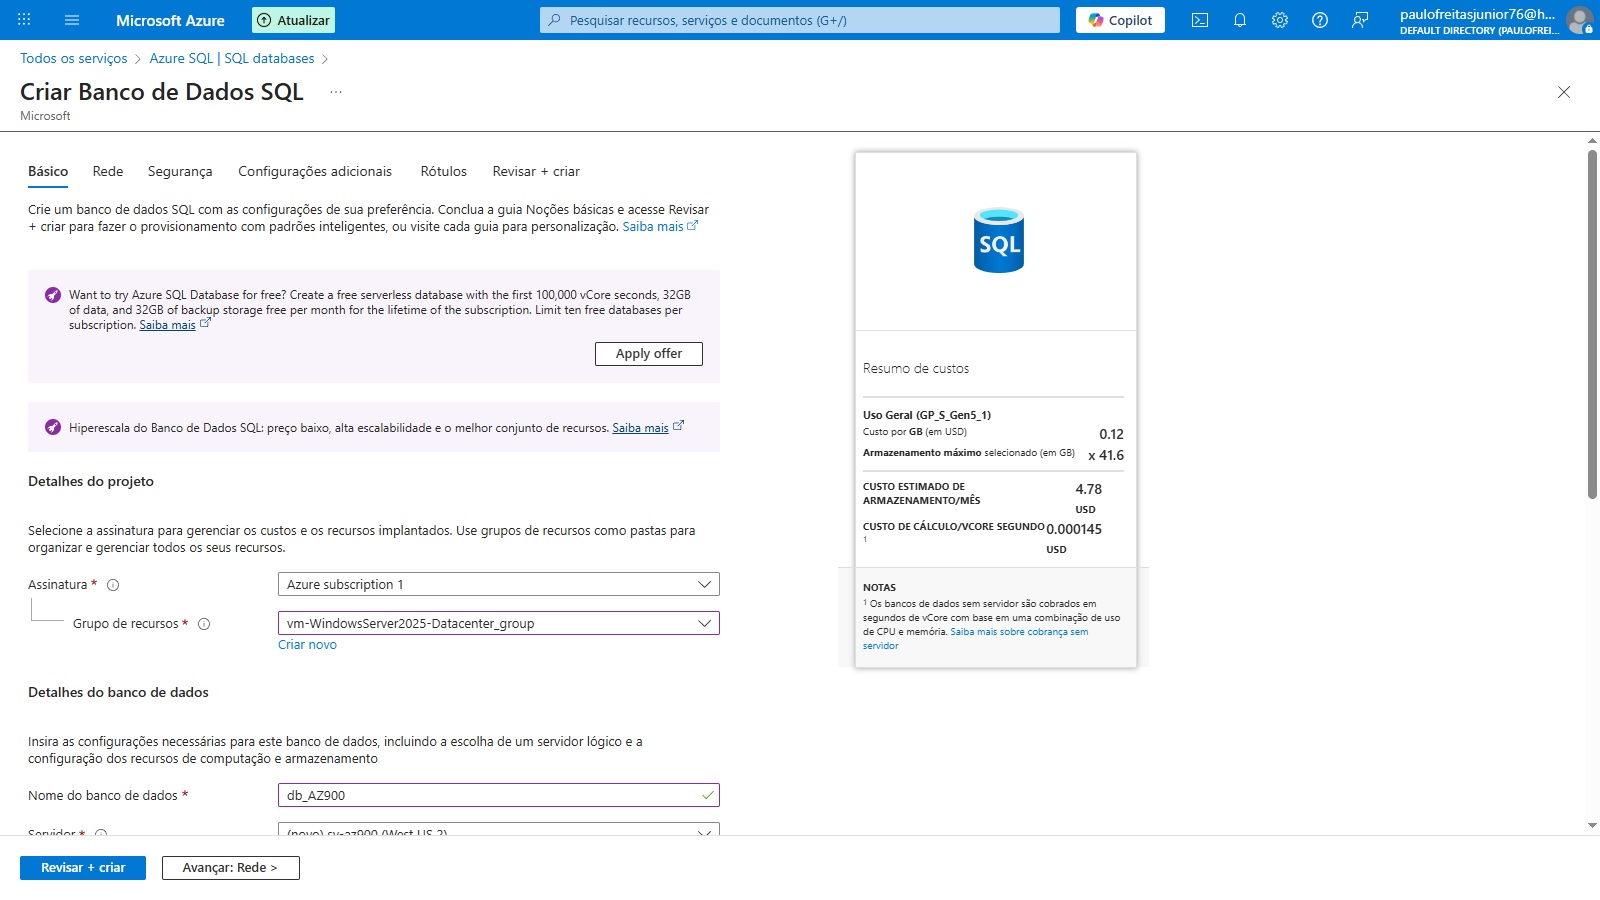 Microsoft Azure
Atualizar
Pesquisar recursos, serviços e documentos (G+/)
Copilot
paulofreitasjunior76@h...
DEFAULT DIRECTORY (PAULOFREI...
Todos os serviços > Azure SQL | SQL databases >
Criar Banco de Dados SQL ...
Microsoft
Básico
Rede
Segurança
Configurações adicionais
Rótulos
Revisar + criar
Crie um banco de dados SQL com as configurações de sua preferência. Conclua a guia Noções básicas e acesse Revisar
+ criar para fazer o provisionamento com padrões inteligentes, ou visite cada guia para personalização. Saiba mais
Want to try Azure SQL Database for free? Create a free serverless database with the first 100,000 vCore seconds, 32GB
of data, and 32GB of backup storage free per month for the lifetime of the subscription. Limit ten free databases per
subscription. Saiba mais
Apply offer
Hiperescala do Banco de Dados SQL: preço baixo, alta escalabilidade e o melhor conjunto de recursos. Saiba mais
Detalhes do projeto
Selecione a assinatura para gerenciar os custos e os recursos implantados. Use grupos de recursos como pastas para
organizar e gerenciar todos os seus recursos.
Assinatura *
Azure subscription 1
Grupo de recursos *
vm-WindowsServer2025-Datacenter_group
Criar novo
Detalhes do banco de dados
Insira as configurações necessárias para este banco de dados, incluindo a escolha de um servidor lógico e a
configuração dos recursos de computação e armazenamento
Nome do banco de dados *
db_AZ900
Servidor *
(novo) sv-az900 (West US 2)
Revisar + criar
Avançar: Rede >
SQL
Resumo de custos
Uso Geral (GP_S_Gen5_1)
Custo por GB (em USD)
0.12
Armazenamento máximo selecionado (em GB)
x 41.6
CUSTO ESTIMADO DE
ARMAZENAMENTO/MÊS
4.78
USD
CUSTO DE CÁLCULO/VCORE SEGUNDO
1
0.000145
USD
NOTAS
1 Os bancos de dados sem servidor são cobrados em
segundos de vCore com base em uma combinação de uso
de CPU e memória. Saiba mais sobre cobrança sem
servidor